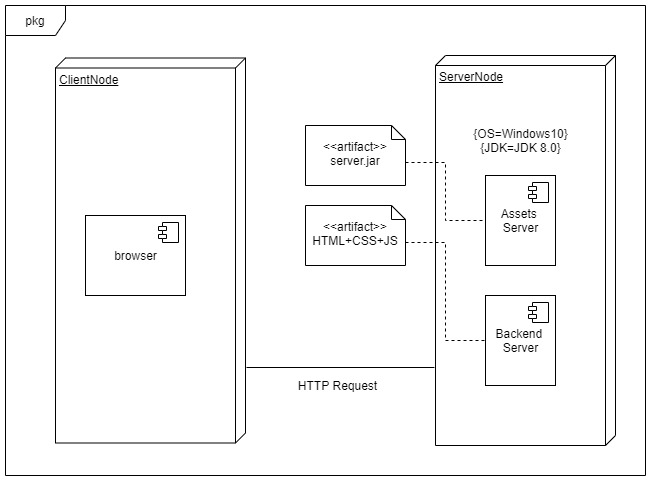 pkg
ClientNode
ServerNode
<<artifact>>
server.jar
{OS=Windows10}
{JDK=JDK 8.0}
Assets
Server
<<artifact>>
HTML+CSS+JS
browser
Backend
Server
HTTP Request